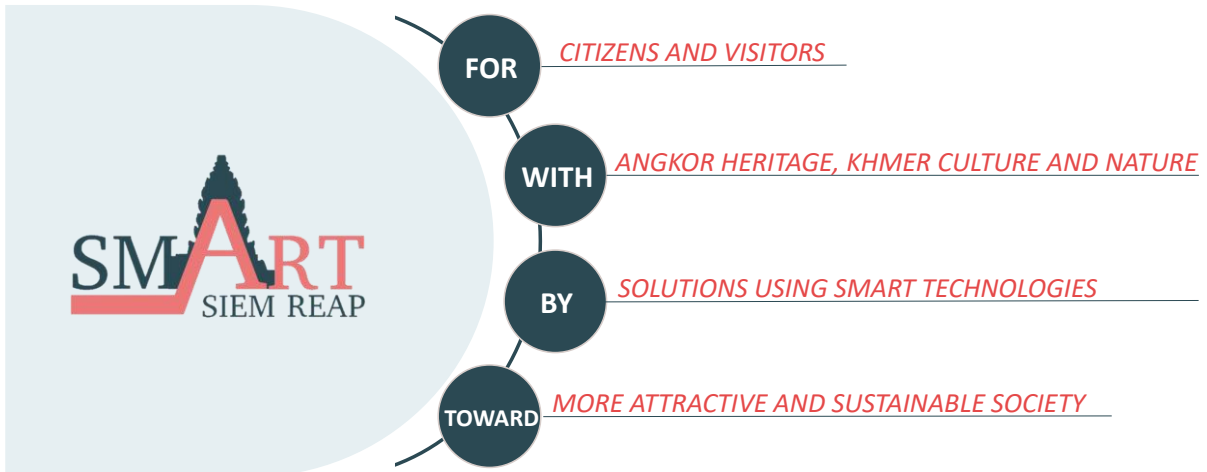 SMART
SIEM REAP
FOR
CITIZENS AND VISITORS
WITH
ANGKOR HERITAGE, KHMER CULTURE AND NATURE
BY
SOLUTIONS USING SMART TECHNOLOGIES
TOWARD
MORE ATTRACTIVE AND SUSTAINABLE SOCIETY